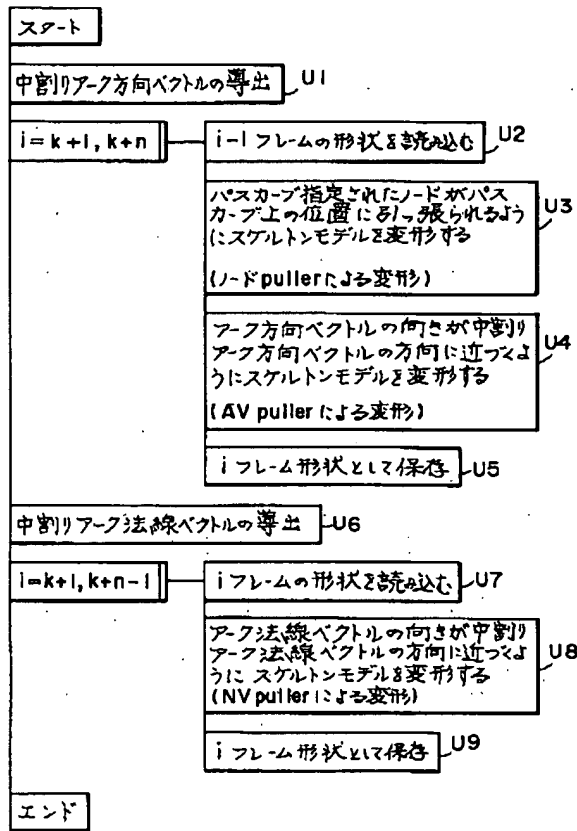 スタート
中割りアーク方向ベクトルの導出 U1
i=k+1, k+n
i-1フレームの形状を読み込む U2
パスカーブ指定されたノードがパス
カーブ上の位置に引っ張られるよう
にスケルトンモデルを変形する
(ノードpullerによる変形)
U3
アーク方向ベクトルの向きが中割り
アーク方向ベクトルの方向に近づくよ
うにスケルトンモデルを変形する
(AV pullerによる変形)
U4
iフレーム形状として保存 U5
中割りアーク法線ベクトルの導出 U6
i=k+1, k+n-1
iフレームの形状を読み込む U7
アーク法線ベクトルの向きが中割り
アーク法線ベクトルの方向に近づくよ
うにスケルトンモデルを変形する
(NV pullerによる変形)
U8
iフレーム形状として保存 U9
エンド